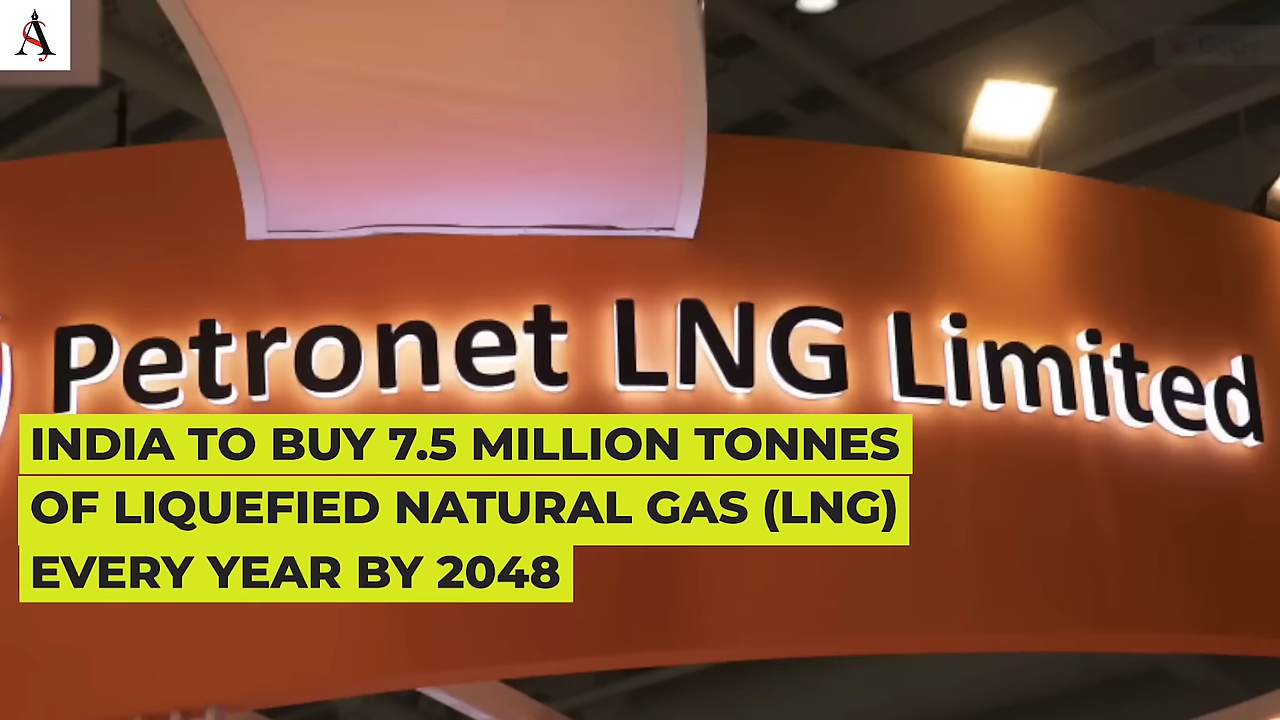 Petronet LNG Limited
INDIA TO BUY 7.5 MILLION TONNES
OF LIQUEFIED NATURAL GAS (LNG)
EVERY YEAR BY 2048